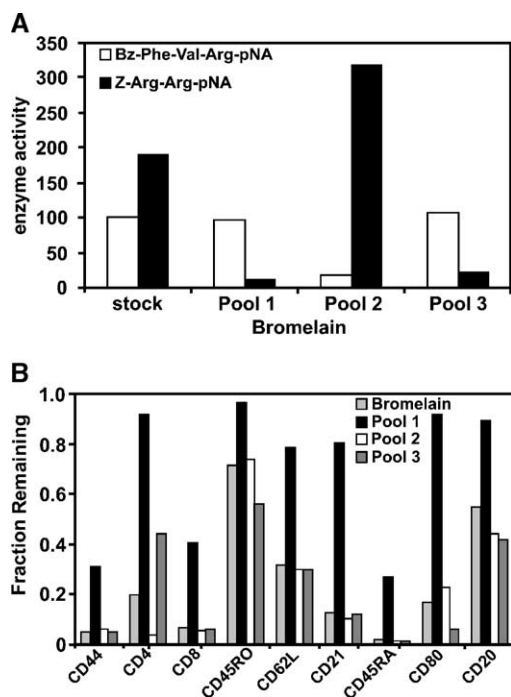 A
350
300
250
200
150
100
50
0
enzyme activity
Bz-Phe-Val-Arg-pNA
Z-Arg-Arg-pNA
stock Pool 1 Pool 2 Pool 3
Bromelain
B
1.0
0.8
0.6
0.4
0.2
0
Fraction Remaining
Bromelain
Pool 1
Pool 2
Pool 3
CD44 CD4 CD8 CD45RO CD62L CD21 CD45RA CD80 CD20